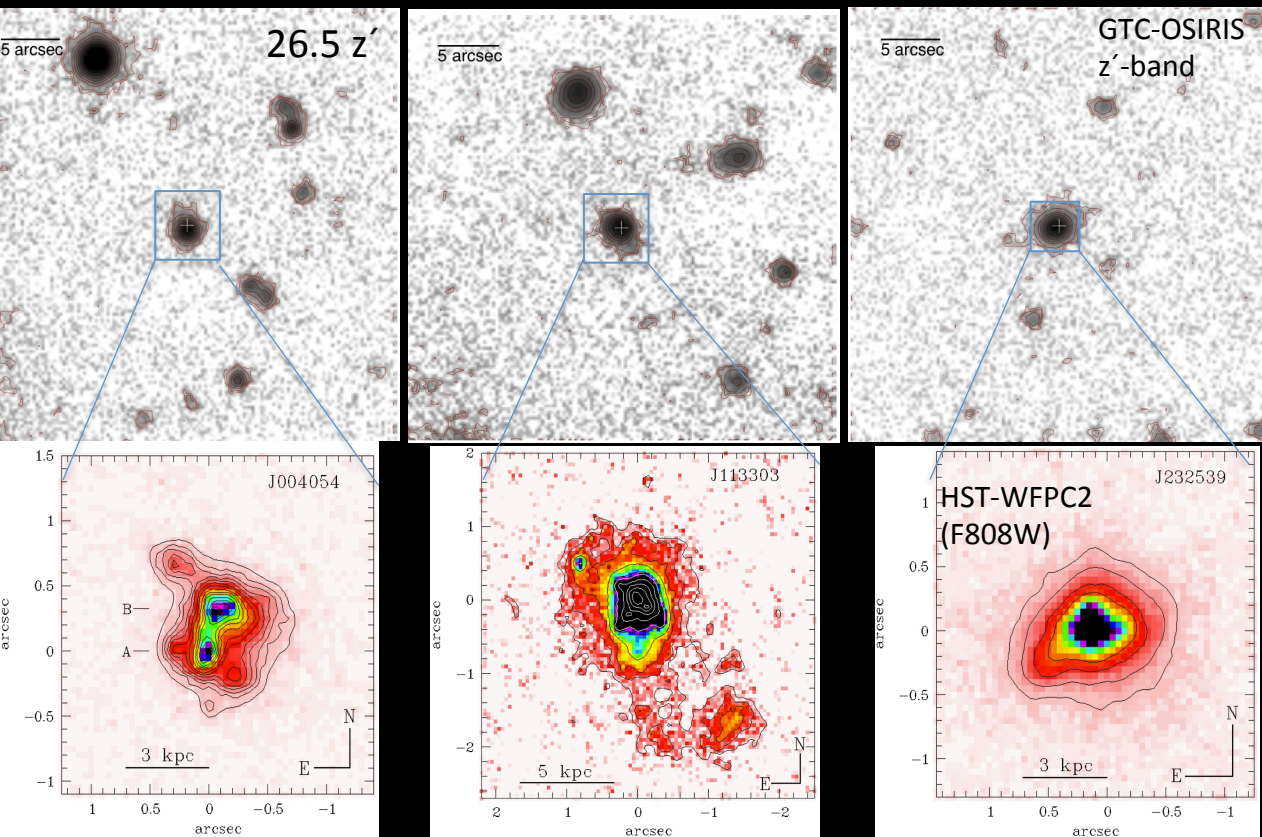 5 arcsec
26.5 z´
5 arcsec
5 arcsec
GTC-OSIRIS
z´-band
1.5
1
0.5
0
−0.5
−1
arcsec
J004054
B
A
3 kpc
N
E
1
0.5
0
−0.5
−1
arcsec
2
1
0
−1
−2
arcsec
J113303
5 kpc
N
E
2
1
0
−1
−2
arcsec
1
0.5
0
−0.5
−1
arcsec
J232539
HST-WFPC2
(F808W)
3 kpc
N
E
1
0.5
0
−0.5
−1
arcsec